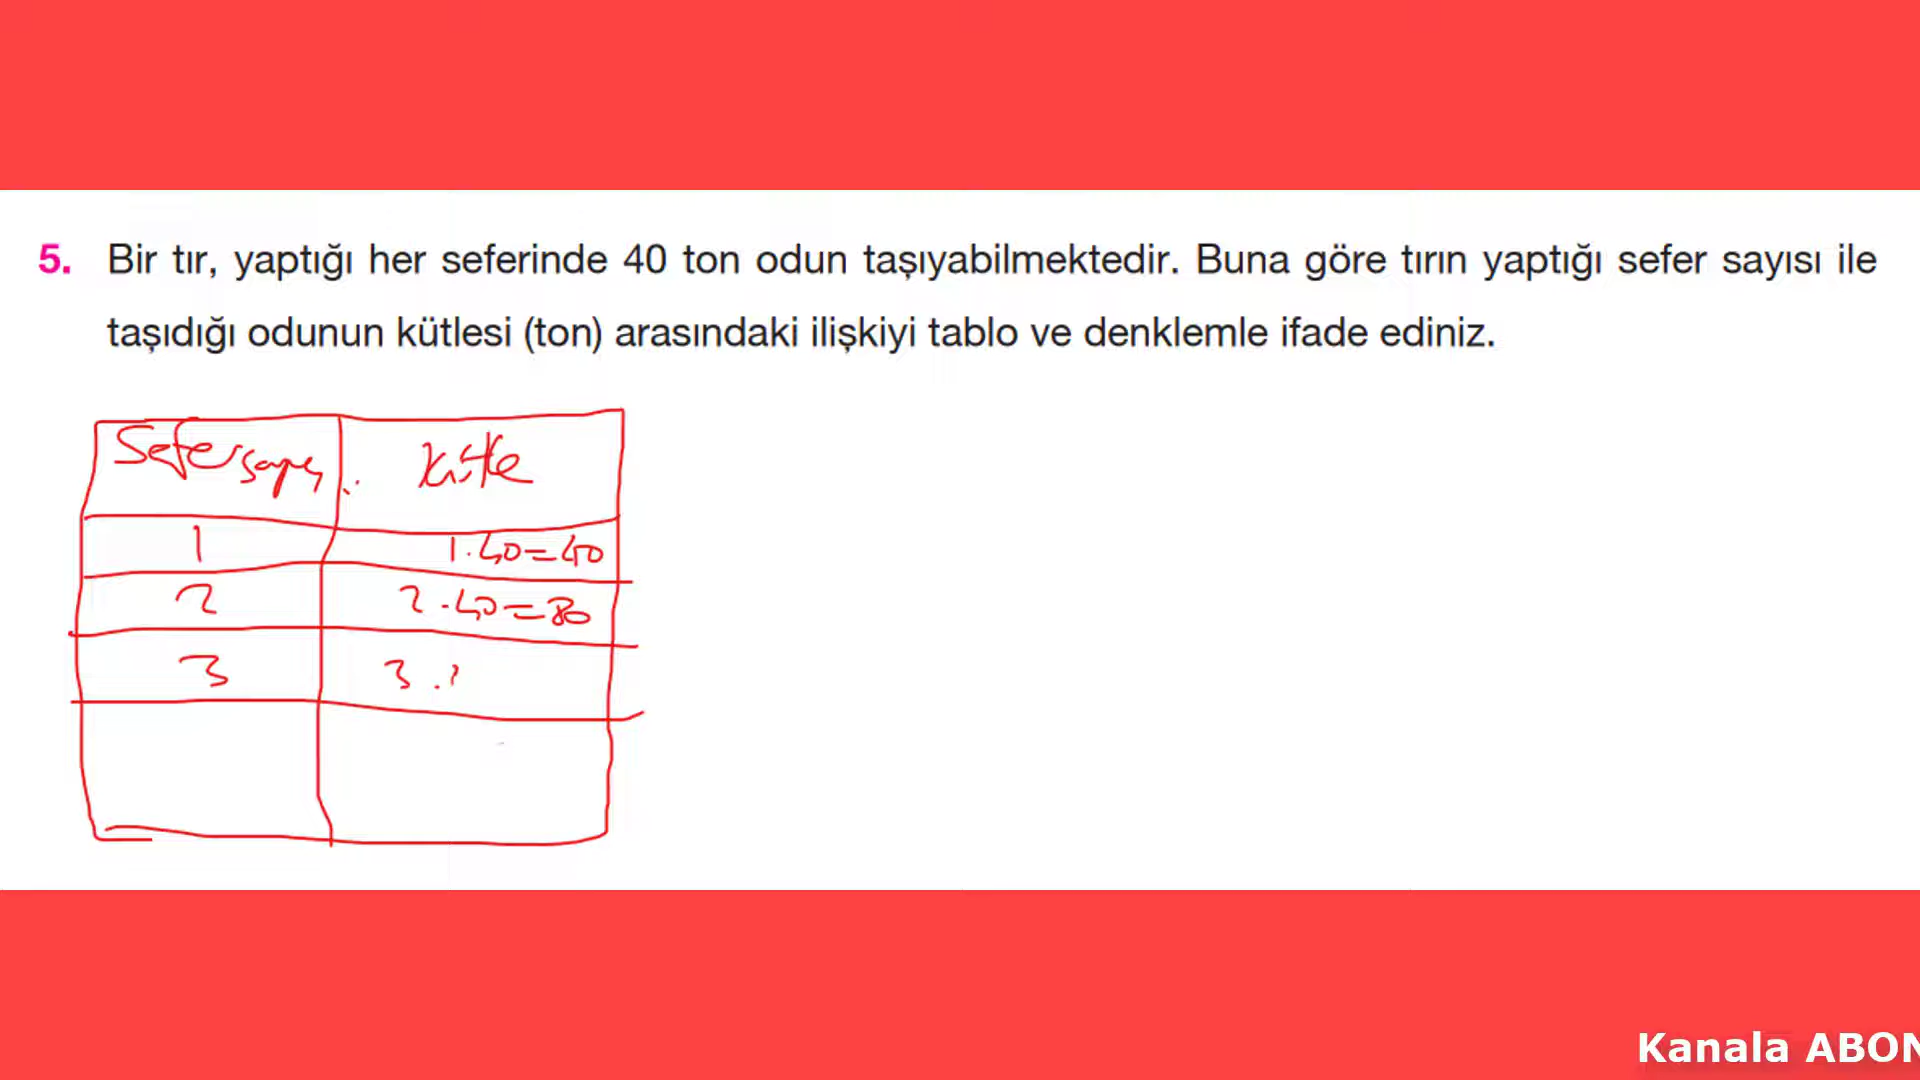 5. Bir tır, yaptığı her seferinde 40 ton odun taşıyabilmektedir. Buna göre tırın yaptığı sefer sayısı ile
taşıdığı odunun kütlesi (ton) arasındaki ilişkiyi tablo ve denklemle ifade ediniz.
Sefer sayısı Kütle
1 1.40=40
2 2.40=80
3 3.
Kanala ABON